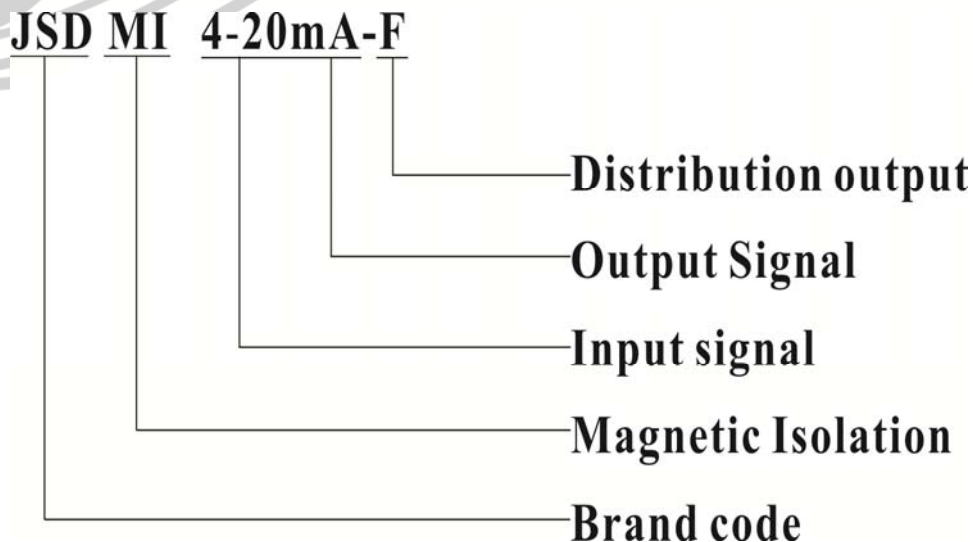 JSD MI 4-20mA-F
Distribution output
Output Signal
Input signal
Magnetic Isolation
Brand code